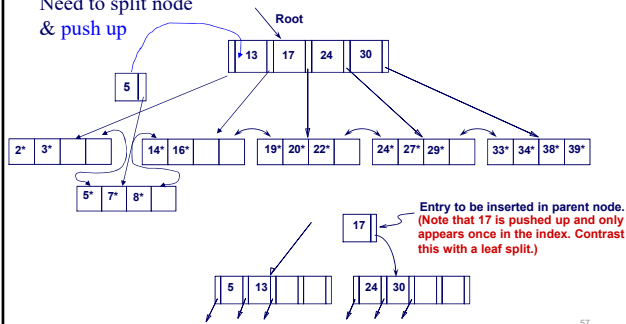 Need to split node
& push up
Root
13 17 24 30
5
2* 3* 14* 16* 19* 20* 22* 24* 27* 29* 33* 34* 38* 39*
5* 7* 8*
Entry to be inserted in parent node.
17 (Note that 17 is pushed up and only
appears once in the index. Contrast
this with a leaf split.)
5 13 24 30
57